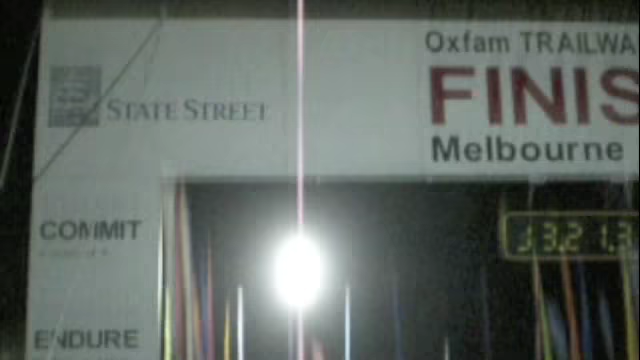 Oxfam TRAILWA
FINIS
STATE STREET
Melbourne
COMMIT
ENDURE